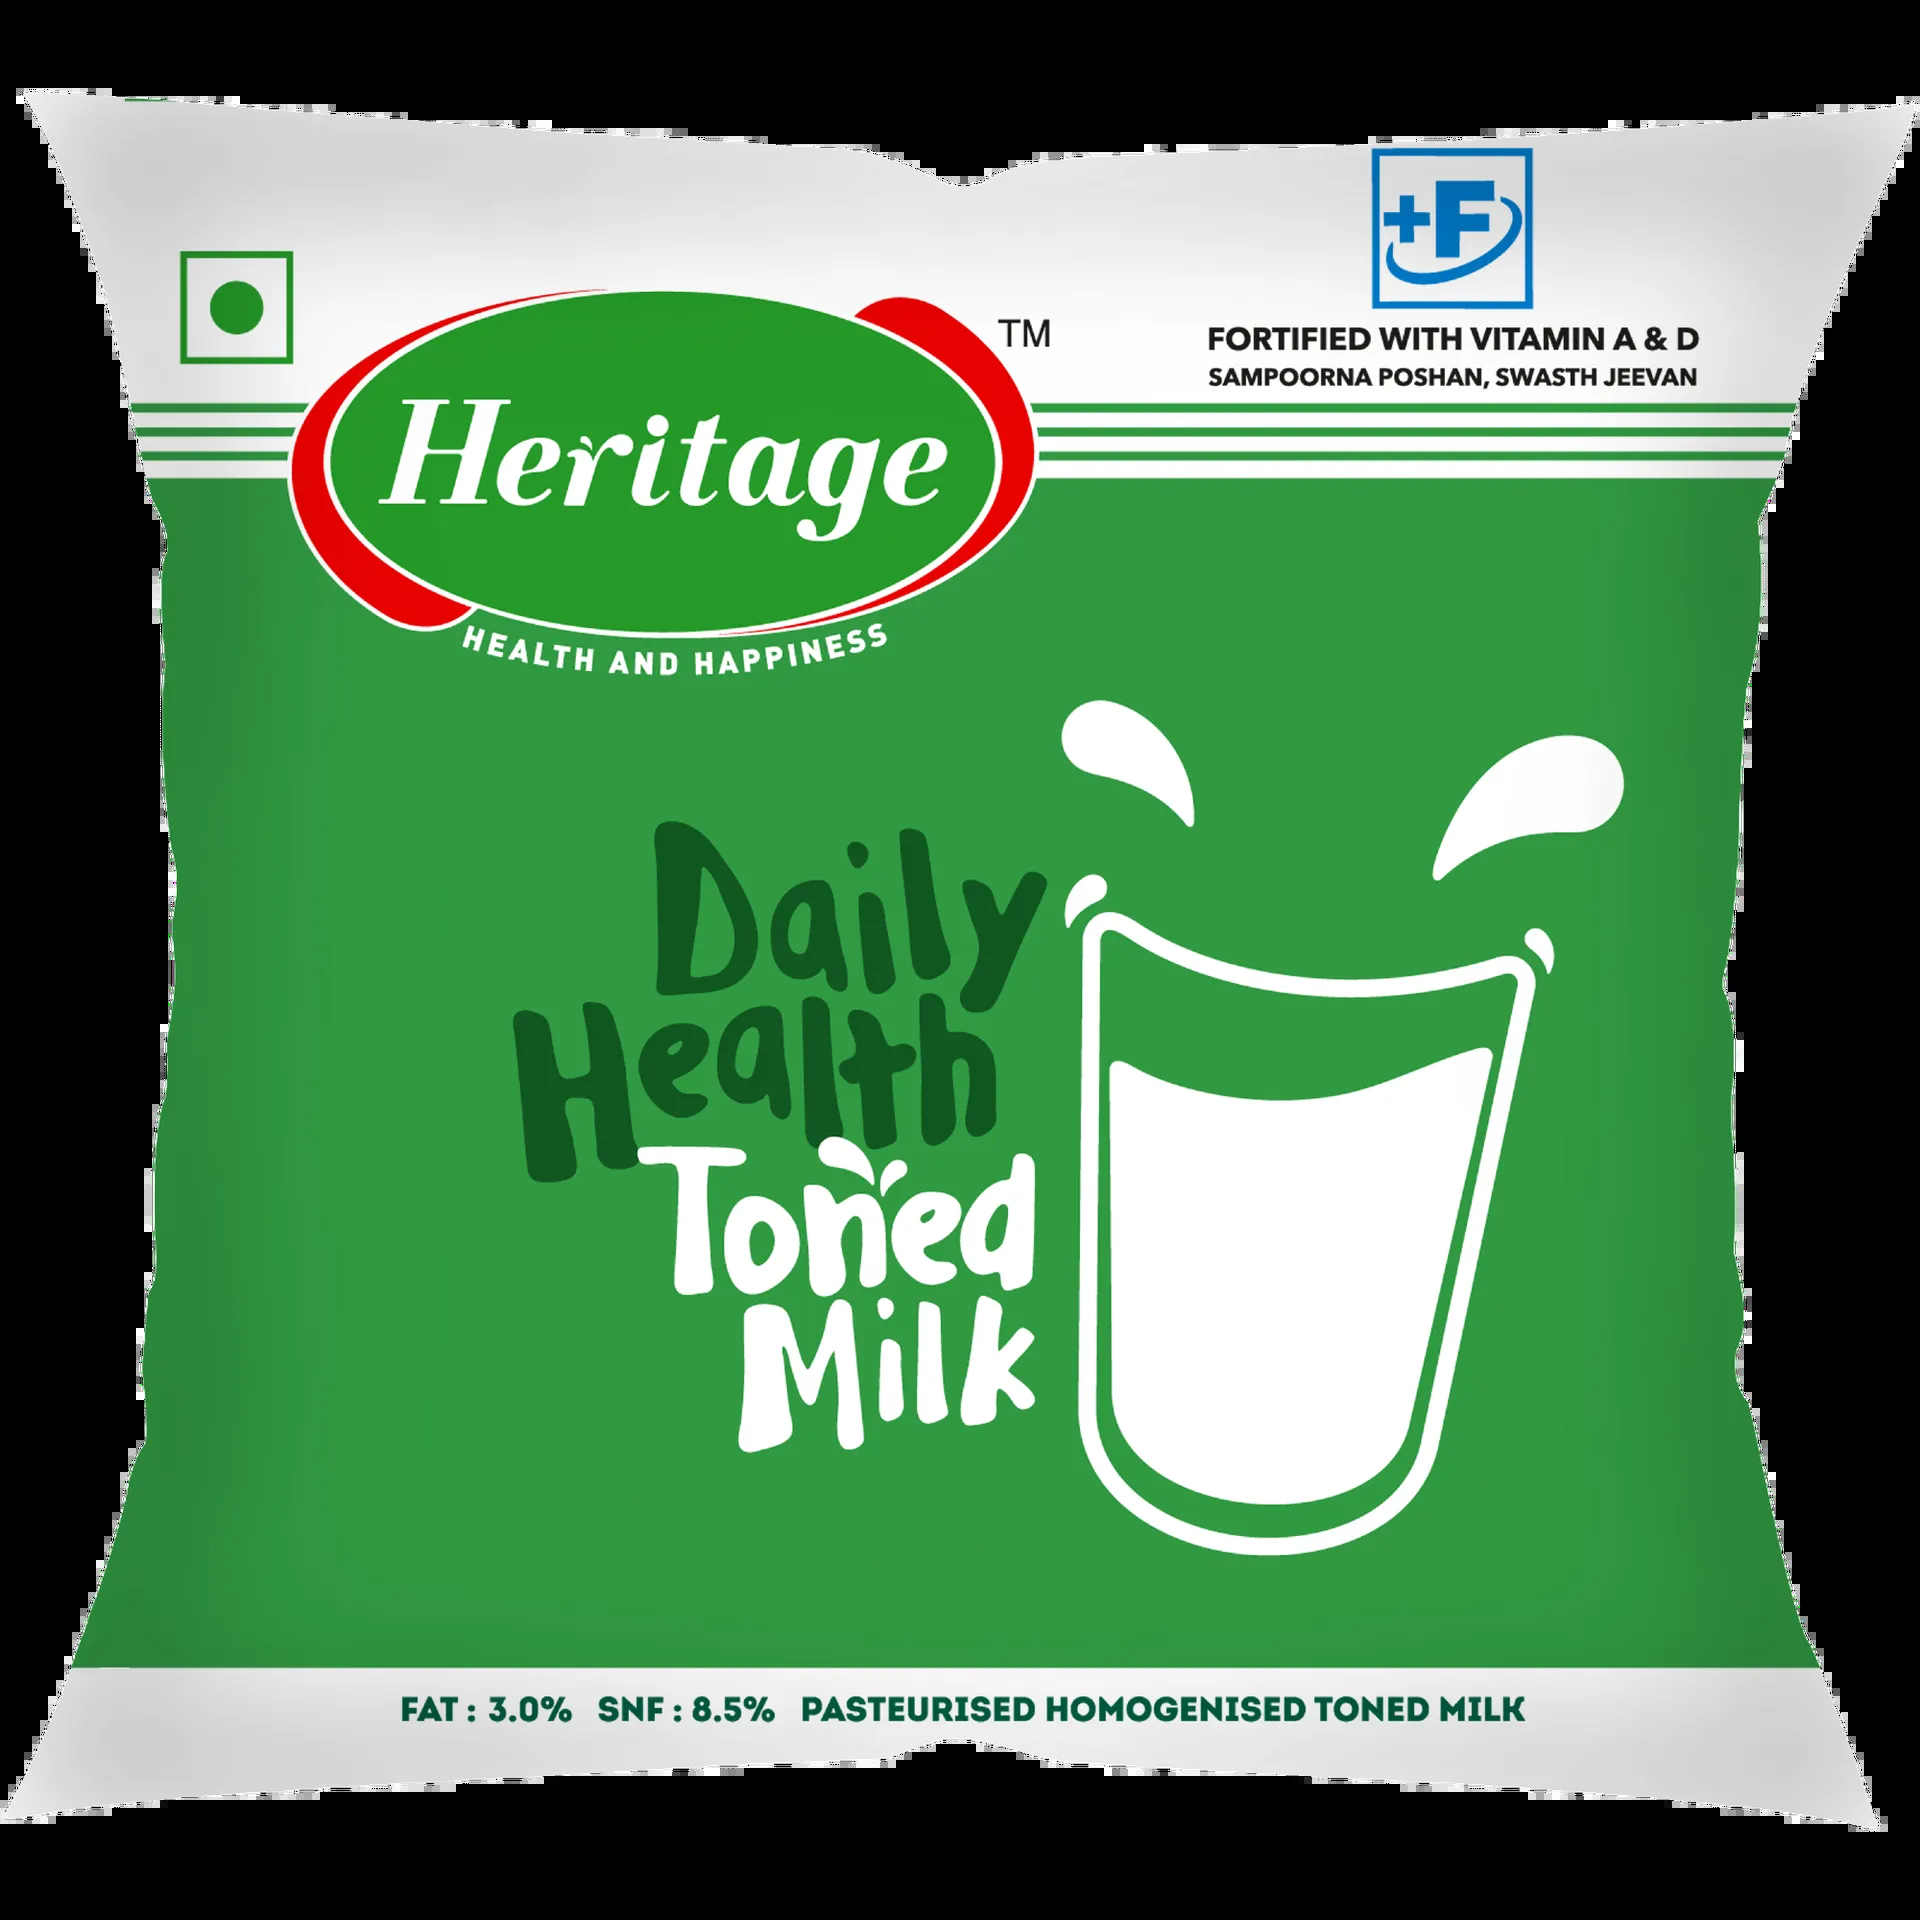 +F
FORTIFIED WITH VITAMIN A & D
SAMPOORNA POSHAN, SWASTH JEEVAN
Heritage TM
HEALTH AND HAPPINESS
Daily
Health
Toned
Milk
FAT : 3.0% SNF : 8.5% PASTEURISED HOMOGENISED TONED MILK